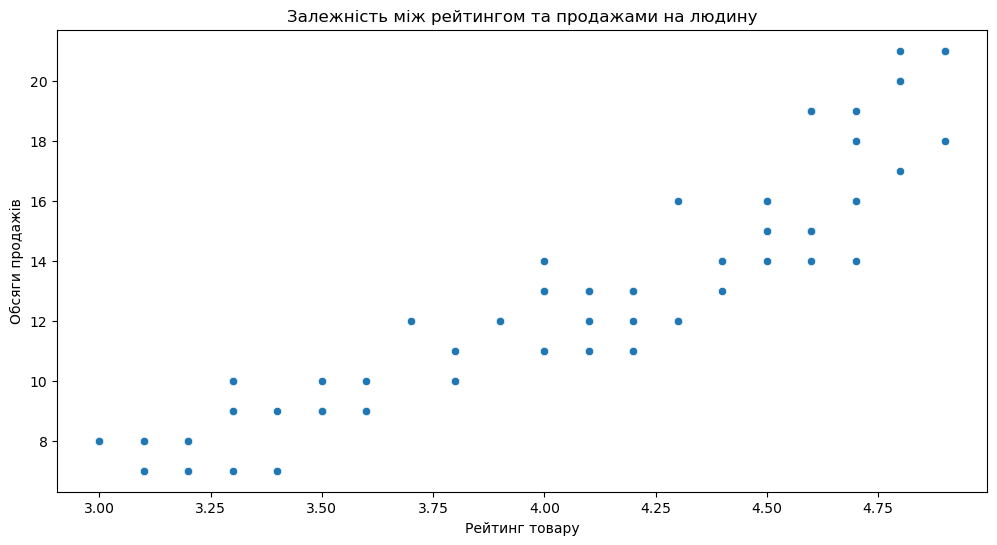 Залежність між рейтингом та продажами на людину
Обсяги продажів
20
18
16
14
12
10
8
3.00 3.25 3.50 3.75 4.00 4.25 4.50 4.75
Рейтинг товару